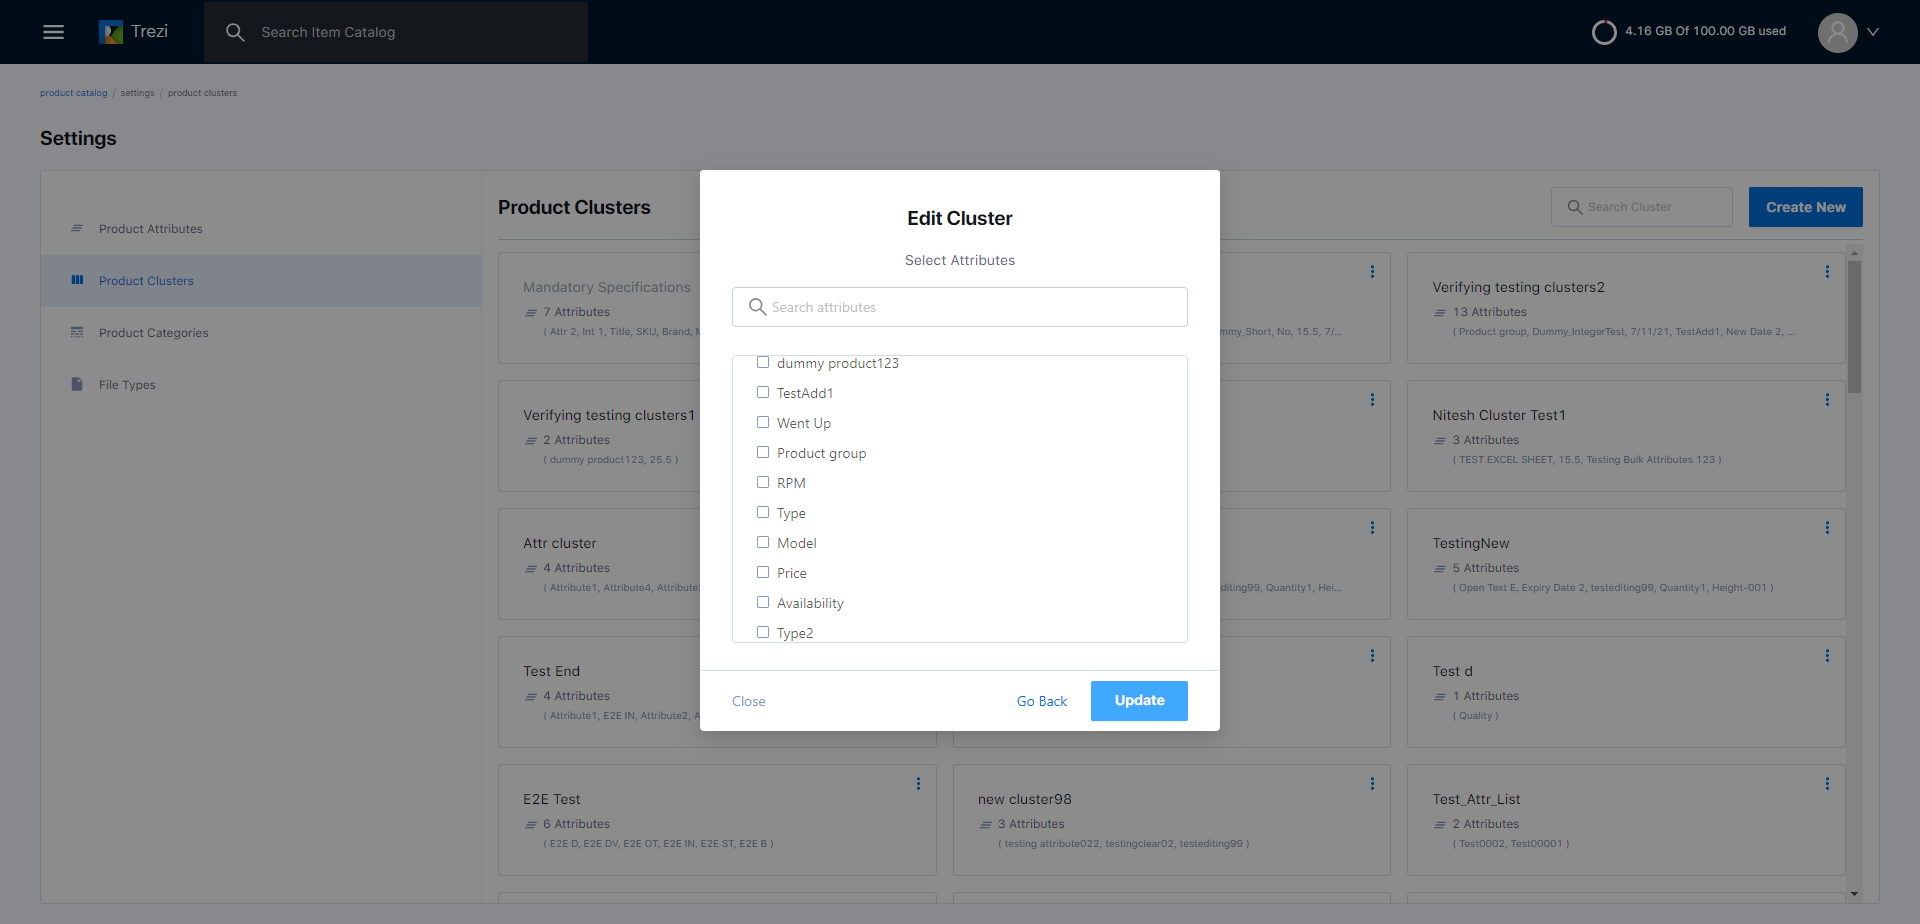 Trezi
Search Item Catalog
4.16 GB Of 100.00 GB used
product catalog / settings / product clusters
Settings
Product Attributes
Product Clusters
Product Categories
File Types
Product Clusters
Search Cluster
Create New
Mandatory Specifications
7 Attributes
( Attr 2, Int 1, Title, SKU, Brand, M
mmy_Short, No, 15.5, 7/...
Verifying testing clusters2
13 Attributes
( Product group, Dummy_IntegerTest, 7/11/21, TestAdd1, New Date 2, ...
Verifying testing clusters1
2 Attributes
( dummy product123, 25.5 )
Nitesh Cluster Test1
3 Attributes
( TEST EXCEL SHEET, 15.5, Testing Bulk Attributes 123 )
Attr cluster
4 Attributes
( Attribute1, Attribute4, Attribute
diting99, Quantity1, Hei...
TestingNew
5 Attributes
( Open Text E, Expiry Date 2, testediting99, Quantity1, Height-001 )
Test End
4 Attributes
( Attribute1, E2E IN, Attribute2, A
Test d
1 Attributes
( Quality )
E2E Test
6 Attributes
( E2E D, E2E DV, E2E OT, E2E IN, E2E ST, E2E B )
new cluster98
3 Attributes
( testing attribute022, testingclear02, testediting99 )
Test_Attr_List
2 Attributes
( Test0002, Test00001 )
Edit Cluster
Select Attributes
Search attributes
dummy product123
TestAdd1
Went Up
Product group
RPM
Type
Model
Price
Availability
Type2
Close
Go Back
Update